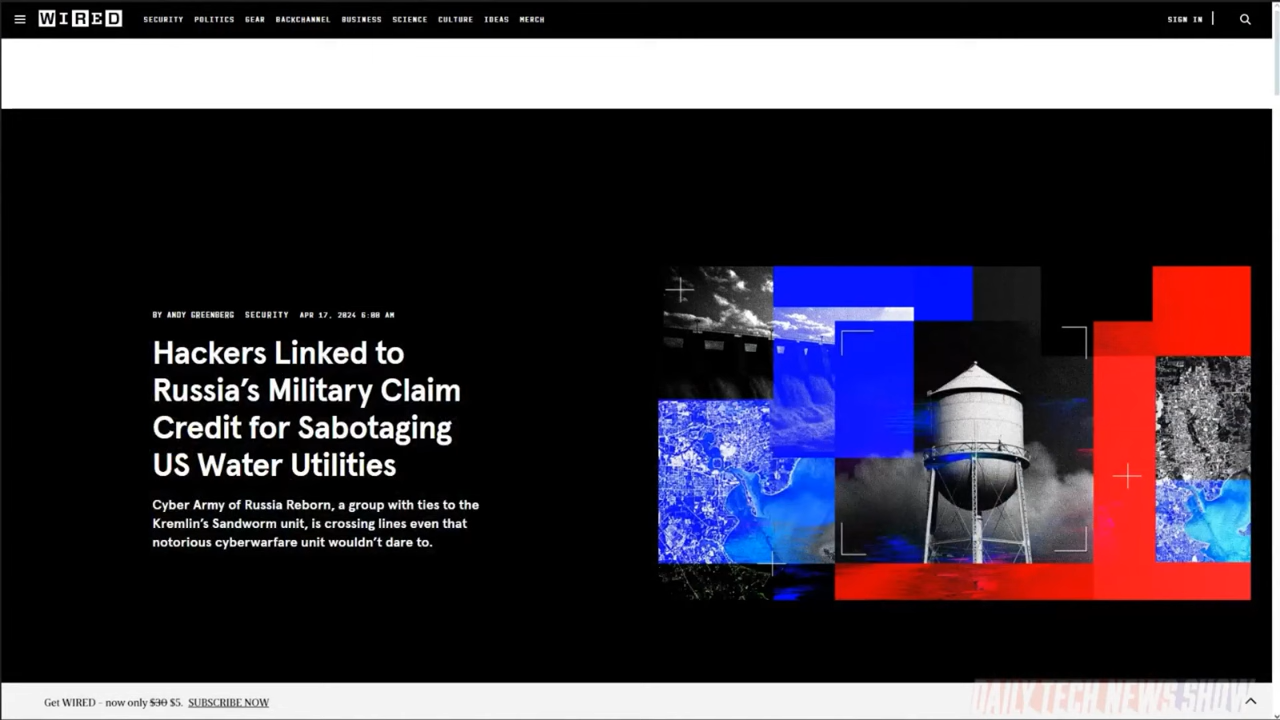 WIRED
SECURITY POLITICS GEAR BACKCHANNEL BUSINESS SCIENCE CULTURE IDEAS MERCH
SIGN IN
BY ANDY GREENBERG SECURITY APR 17, 2024 6:00 AM
Hackers Linked to
Russia’s Military Claim
Credit for Sabotaging
US Water Utilities
Cyber Army of Russia Reborn, a group with ties to the
Kremlin’s Sandworm unit, is crossing lines even that
notorious cyberwarfare unit wouldn’t dare to.
Get WIRED - now only $30 $5. SUBSCRIBE NOW
DAILY TECH NEWS SHOW